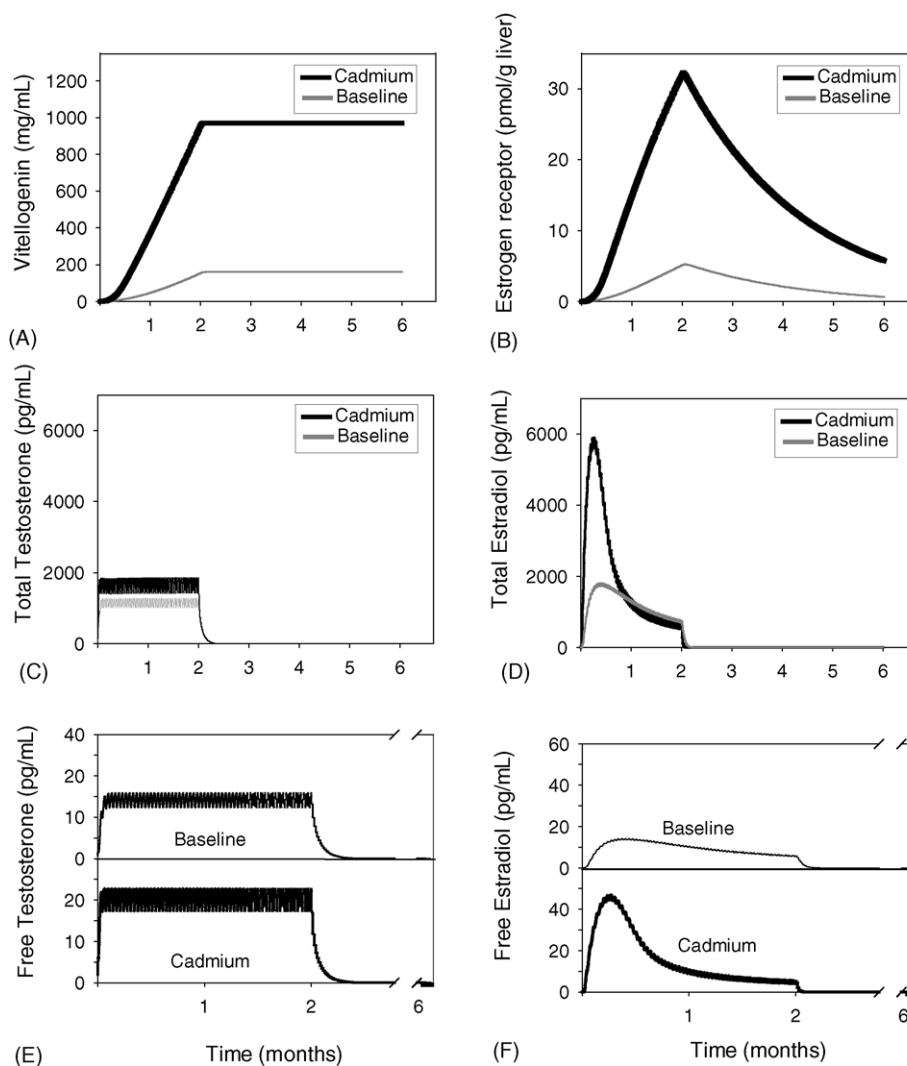 Vitellogenin (mg/mL)
1200
1000
800
600
400
200
0
Cadmium
Baseline
1 2 3 4 5 6
(A)
Estrogen receptor (pmol/g liver)
30
20
10
0
Cadmium
Baseline
1 2 3 4 5 6
(B)
Total Testosterone (pg/mL)
6000
4000
2000
0
Cadmium
Baseline
1 2 3 4 5 6
(C)
Total Estradiol (pg/mL)
6000
4000
2000
0
Cadmium
Baseline
1 2 3 4 5 6
(D)
Free Testosterone (pg/mL)
40
20
15
10
5
0
Baseline
20
15
10
0
Cadmium
1 2 6
Time (months)
(E)
Free Estradiol (pg/mL)
60
50
40
20
0
Baseline
40
20
0
Cadmium
1 2 6
Time (months)
(F)